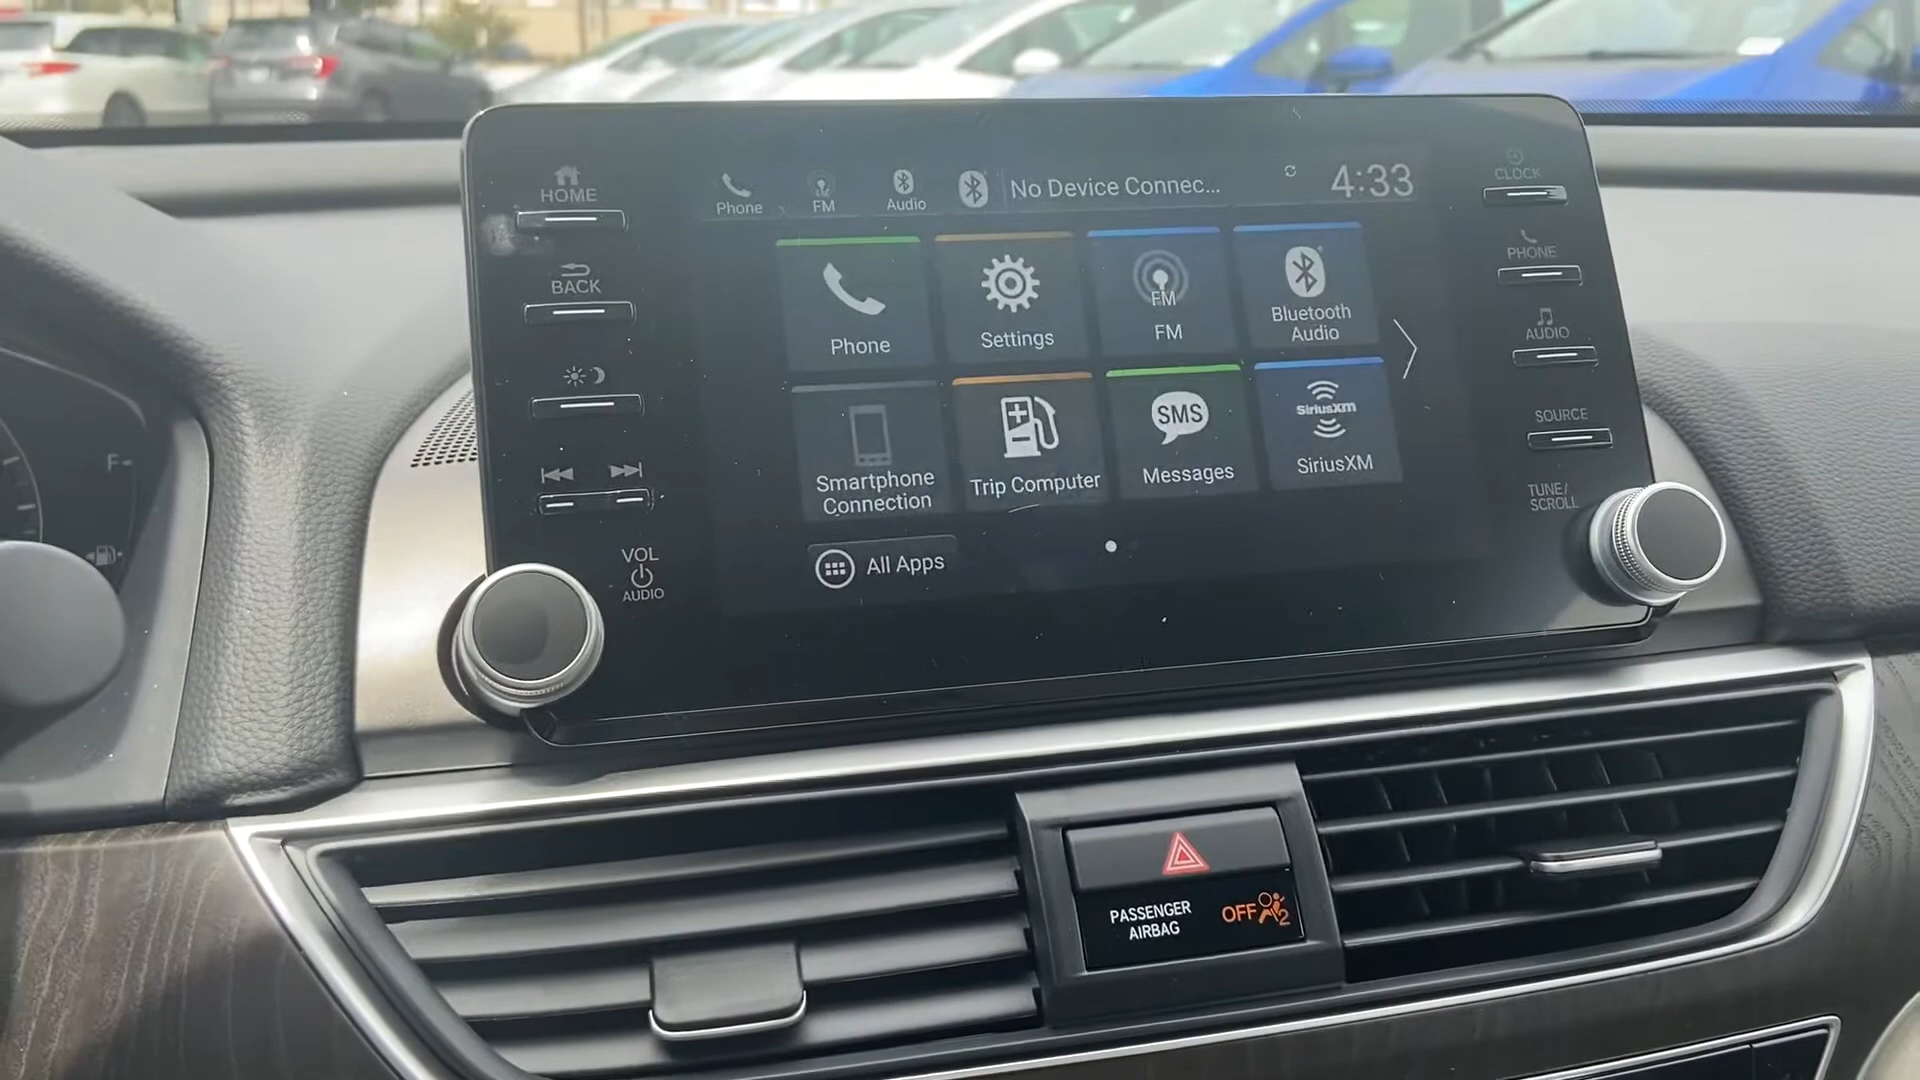 HOME
BACK
VOL
AUDIO
Phone
FM
Audio
No Device Connec...
4:33
Phone
Settings
FM
FM
Bluetooth
Audio
Smartphone
Connection
Trip Computer
SMS
Messages
SiriusXM
SiriusXM
All Apps
CLOCK
PHONE
AUDIO
SOURCE
TUNE/
SCROLL
F
PASSENGER
AIRBAG
OFF
2